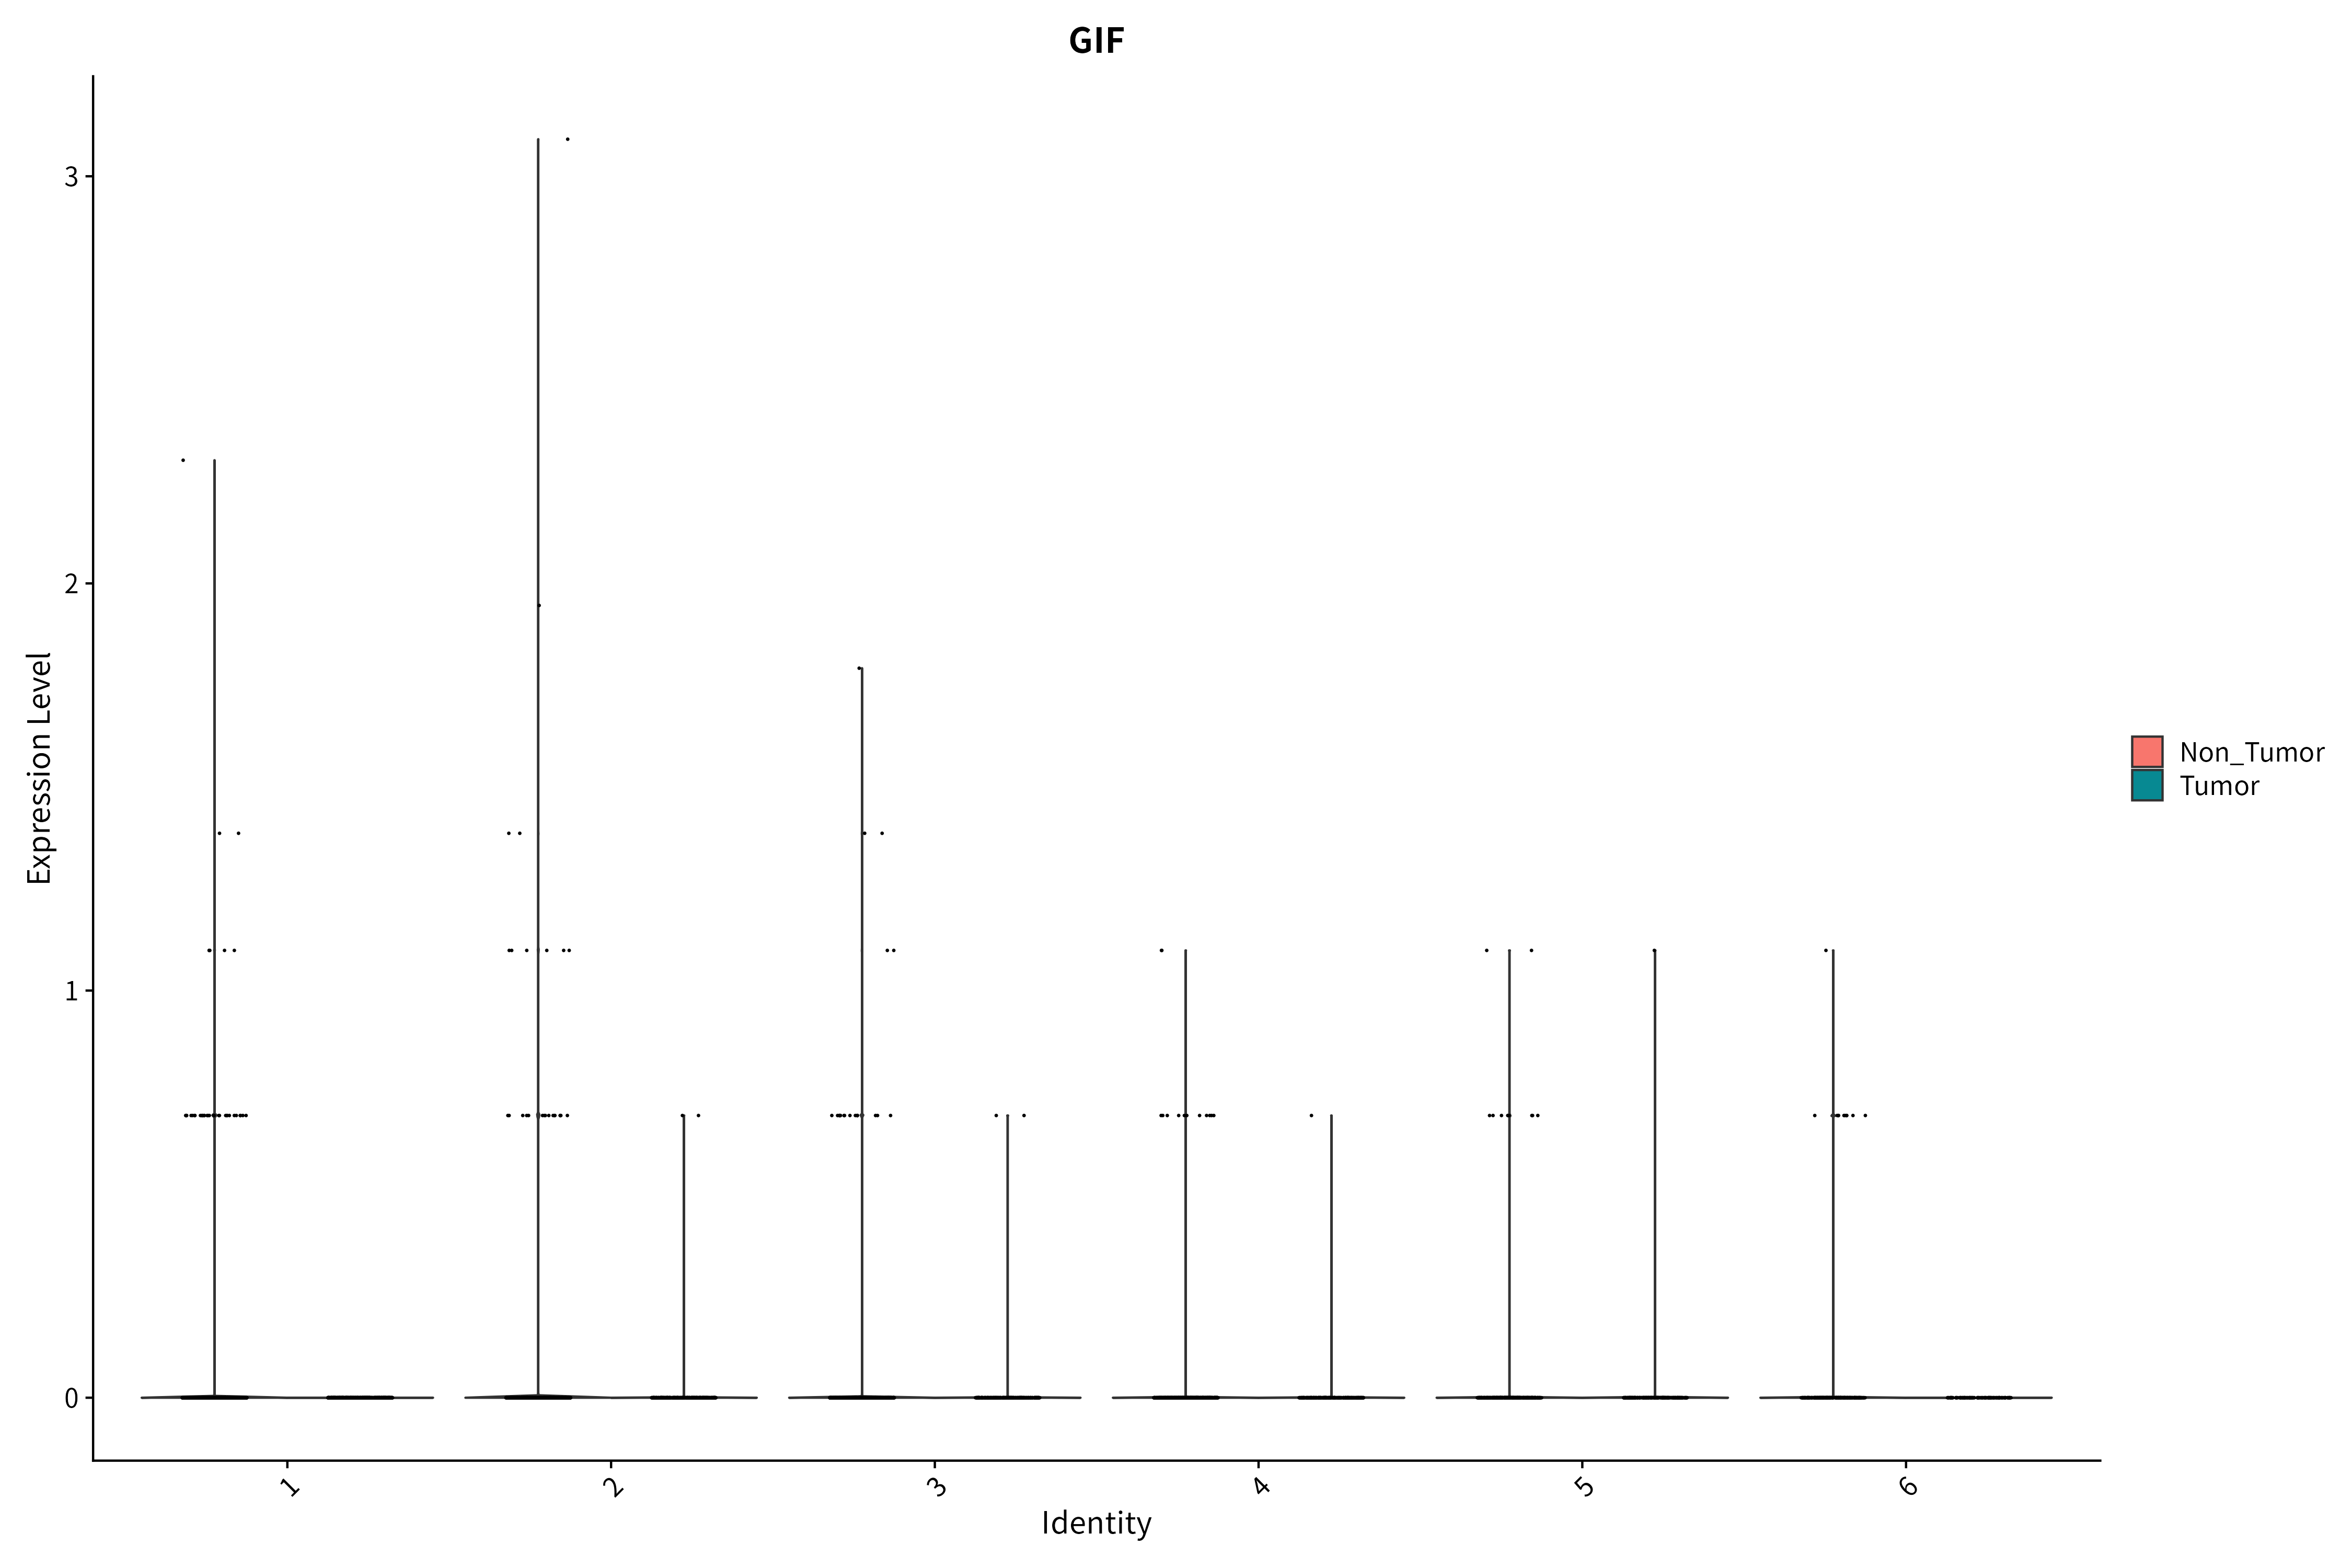 GIF
Expression Level
3
2
1
0
1
2
3
4
5
6
Identity
Non_Tumor
Tumor